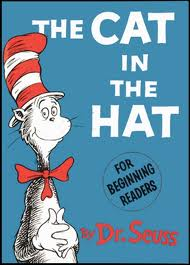 THE CAT
IN THE
HAT
FOR
BEGINNING
READERS
By Dr. Seuss